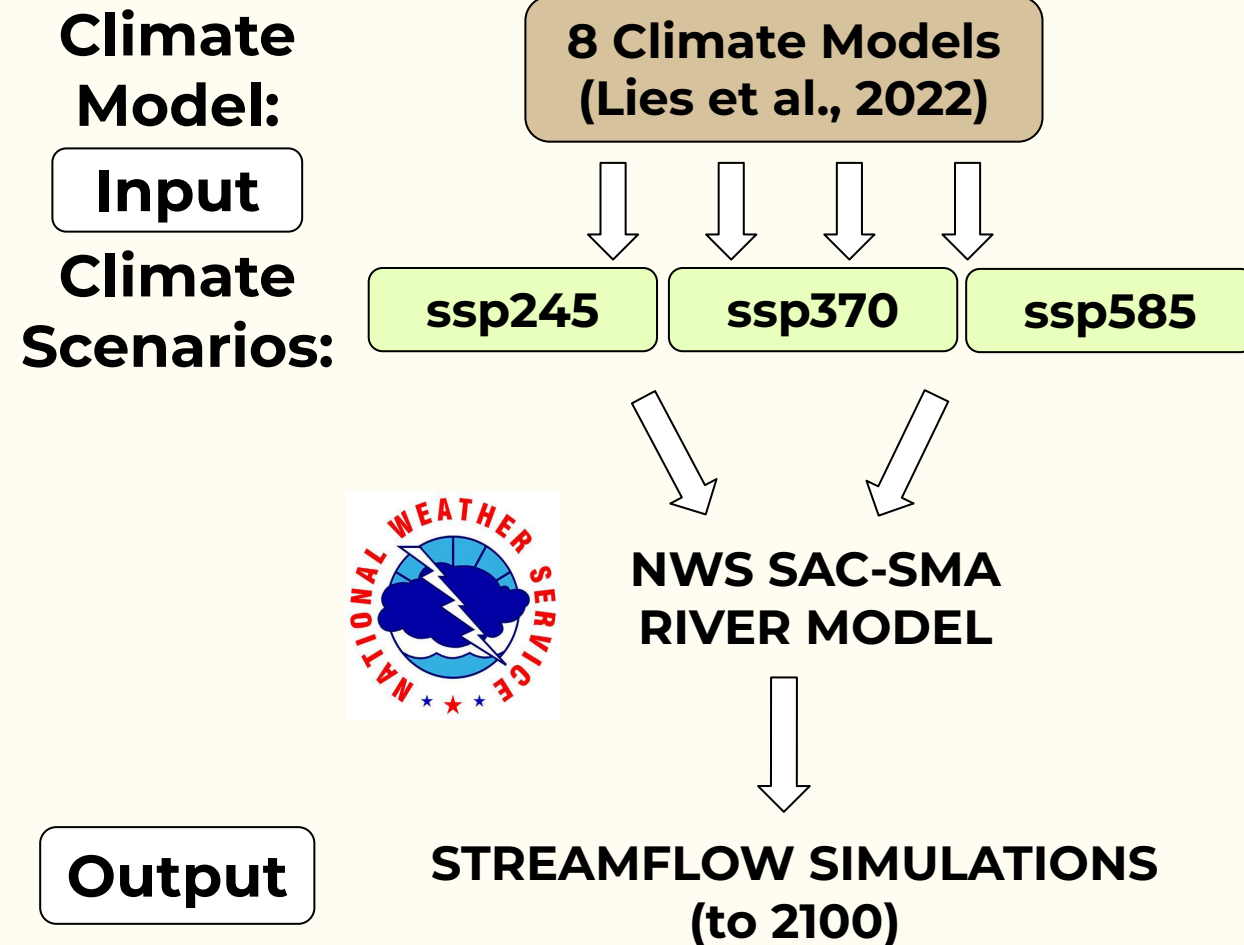 Climate
Model:
8 Climate Models
(Lies et al., 2022)
Input
Climate
Scenarios:
ssp245
ssp370
ssp585
NATIONAL WEATHER SERVICE
NWS SAC-SMA
RIVER MODEL
Output
STREAMFLOW SIMULATIONS
(to 2100)